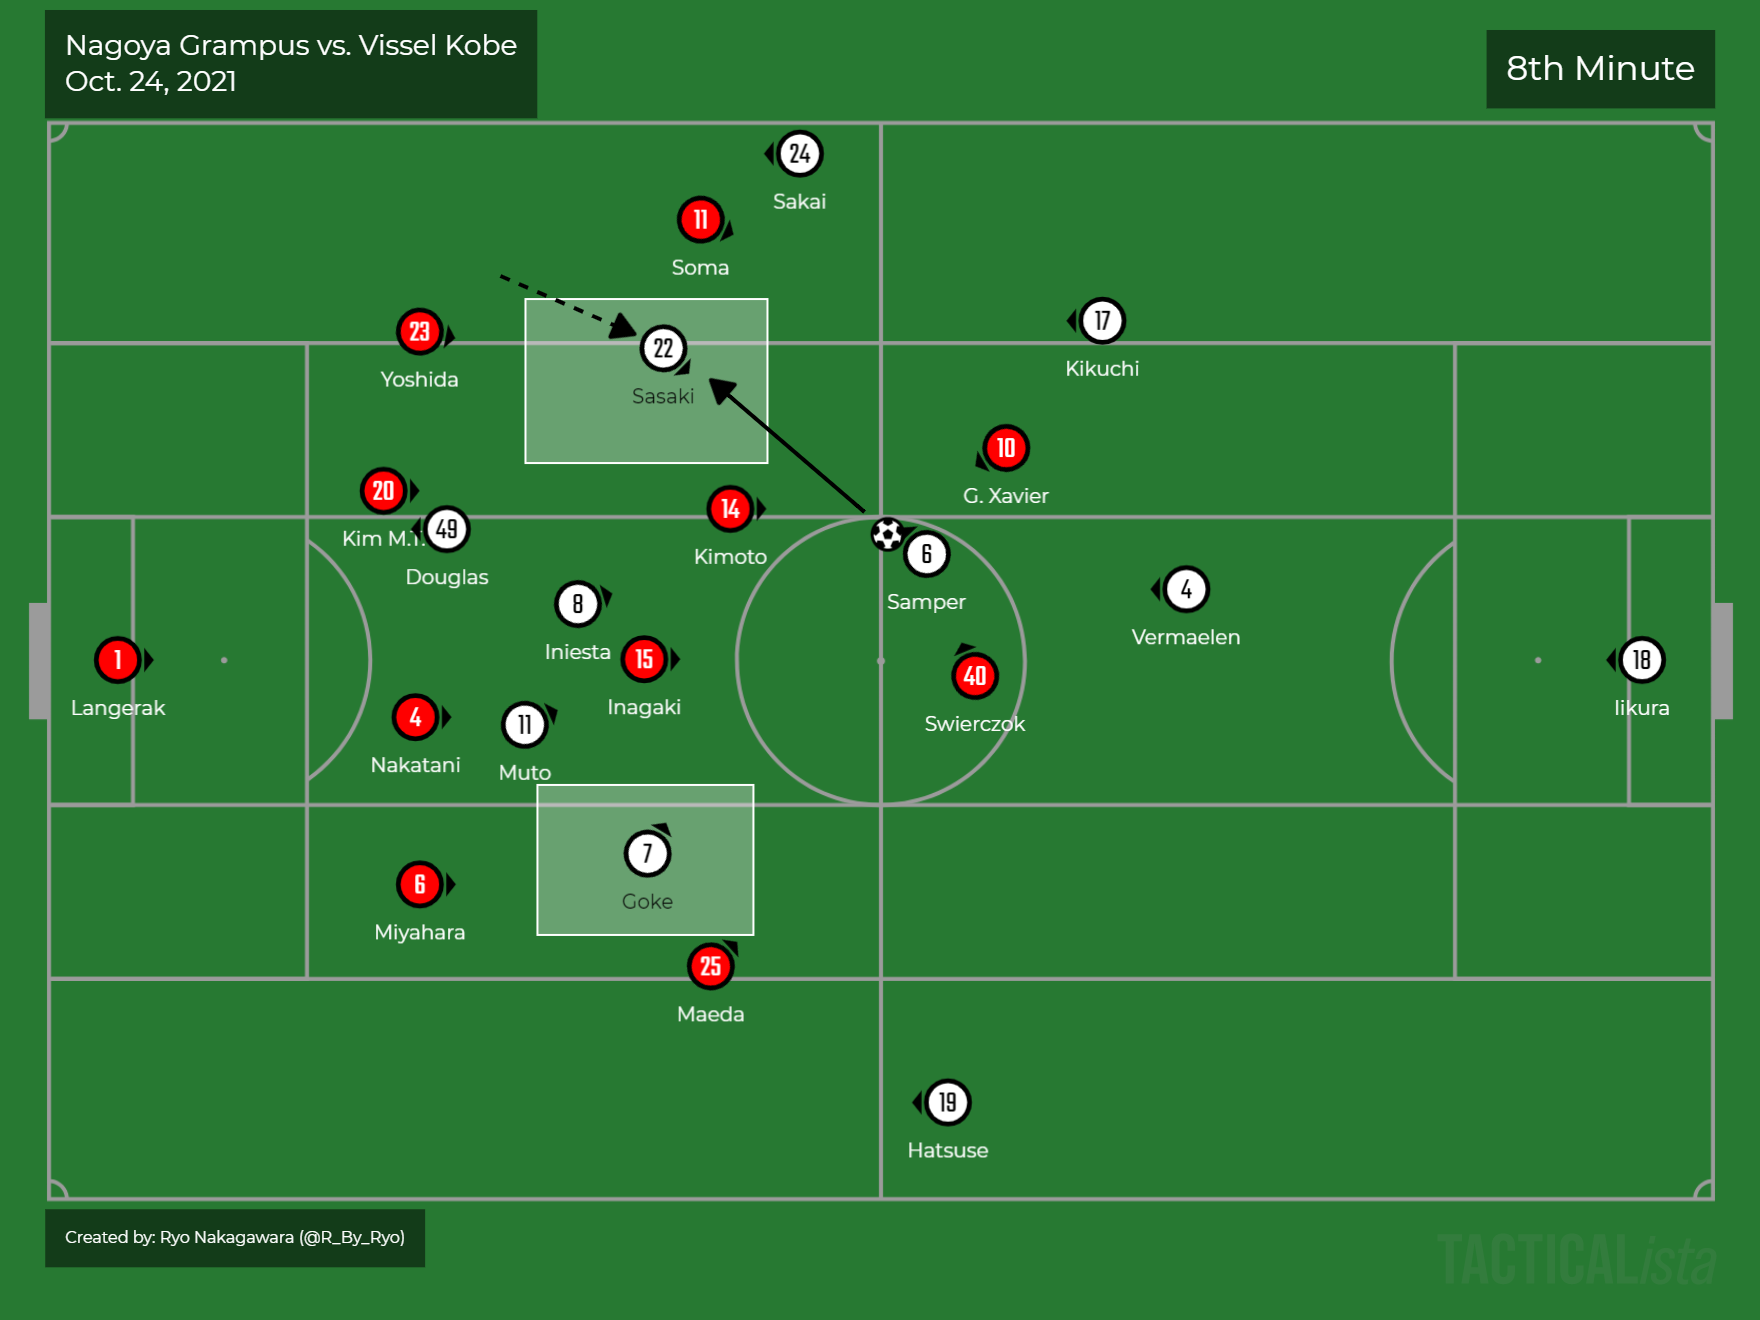 Nagoya Grampus vs. Vissel Kobe
Oct. 24, 2021
8th Minute
24
Sakai
11
Soma
17
Kikuchi
23
Yoshida
22
Sasaki
10
G. Xavier
20
Kim M.T.
49
Douglas
14
Kimoto
6
Samper
4
Vermaelen
8
Iniesta
1
Langerak
15
Inagaki
40
Swierczok
18
Iikura
4
Nakatani
11
Muto
7
Goke
6
Miyahara
25
Maeda
19
Hatsuse
Created by: Ryo Nakagawara (@R_By_Ryo)
TACTICALista